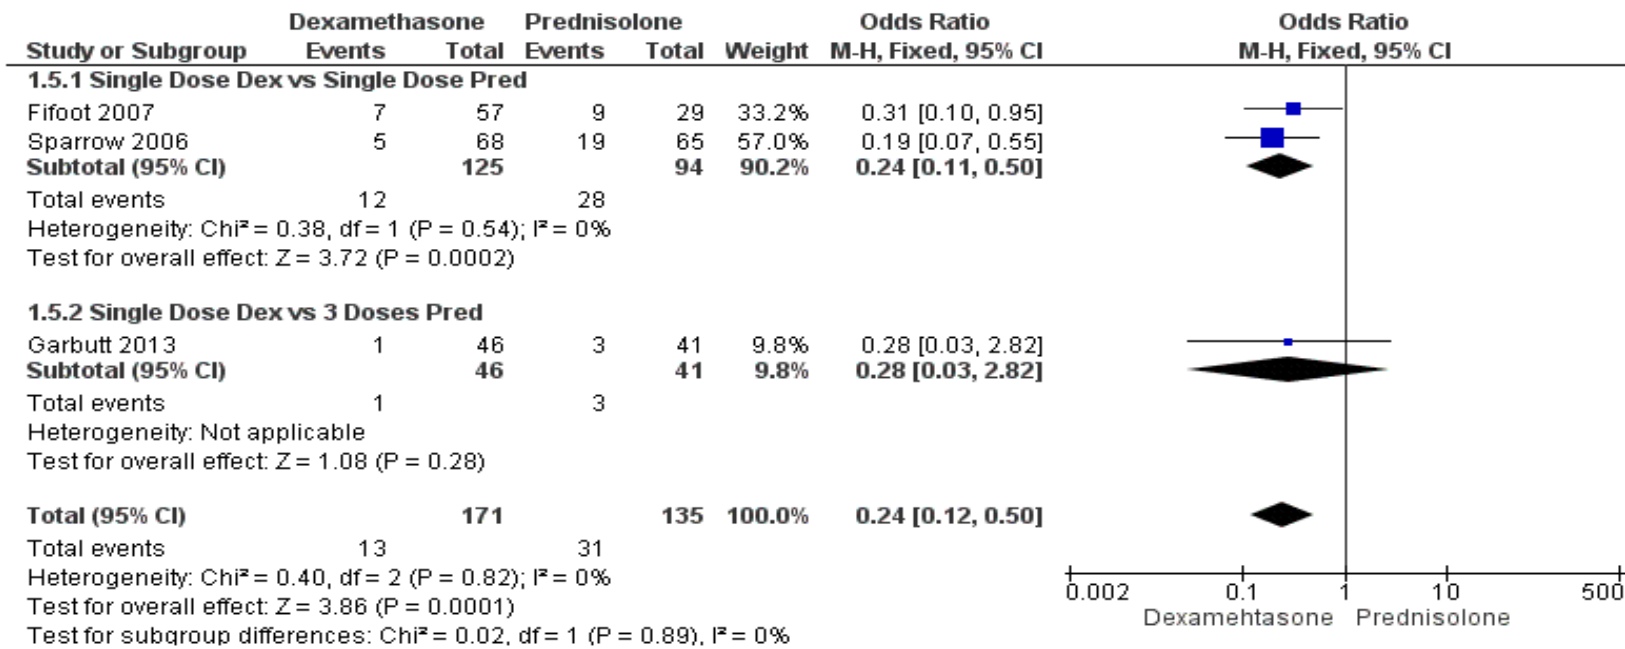 Dexamethasone Prednisolone Odds Ratio Odds Ratio
Study or Subgroup Events Total Events Total Weight M-H, Fixed, 95% CI M-H, Fixed, 95% CI
1.5.1 Single Dose Dex vs Single Dose Pred
Fifoot 2007 7 57 9 29 33.2% 0.31 [0.10, 0.95]
Sparrow 2006 5 68 19 65 57.0% 0.19 [0.07, 0.55]
Subtotal (95% CI) 125 94 90.2% 0.24 [0.11, 0.50]
Total events 12 28
Heterogeneity: Chi² = 0.38, df = 1 (P = 0.54); I² = 0%
Test for overall effect: Z = 3.72 (P = 0.0002)
1.5.2 Single Dose Dex vs 3 Doses Pred
Garbutt 2013 1 46 3 41 9.8% 0.28 [0.03, 2.82]
Subtotal (95% CI) 46 41 9.8% 0.28 [0.03, 2.82]
Total events 1 3
Heterogeneity: Not applicable
Test for overall effect: Z = 1.08 (P = 0.28)
Total (95% CI) 171 135 100.0% 0.24 [0.12, 0.50]
Total events 13 31
Heterogeneity: Chi² = 0.40, df = 2 (P = 0.82); I² = 0%
Test for overall effect: Z = 3.86 (P = 0.0001)
Test for subgroup differences: Chi² = 0.02, df = 1 (P = 0.89), I² = 0%
0.002 0.1 1 10 500
Dexamehtasone Prednisolone